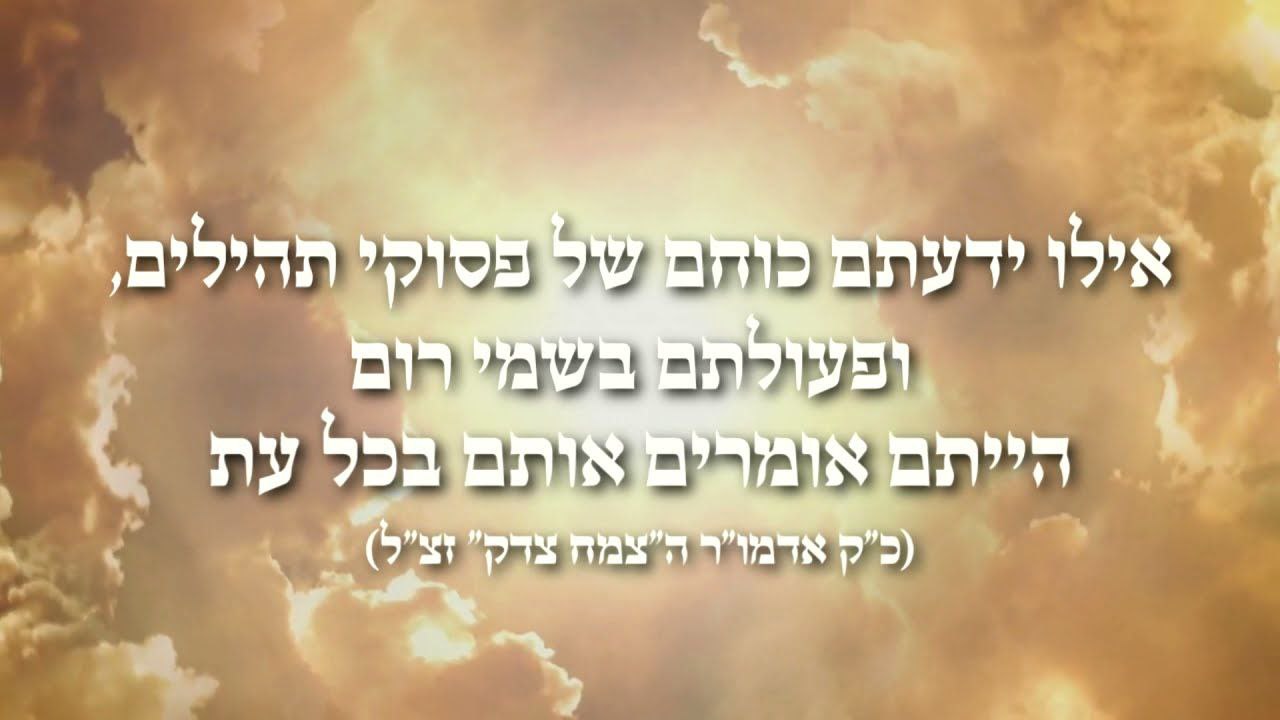 אילו ידעתם כוחם של פסוקי תהילים,
ופעולתם בשמי רום
הייתם אומרים אותם בכל עת
(כ"ק אדמו"ר ה"צמח צדק" זצ"ל)